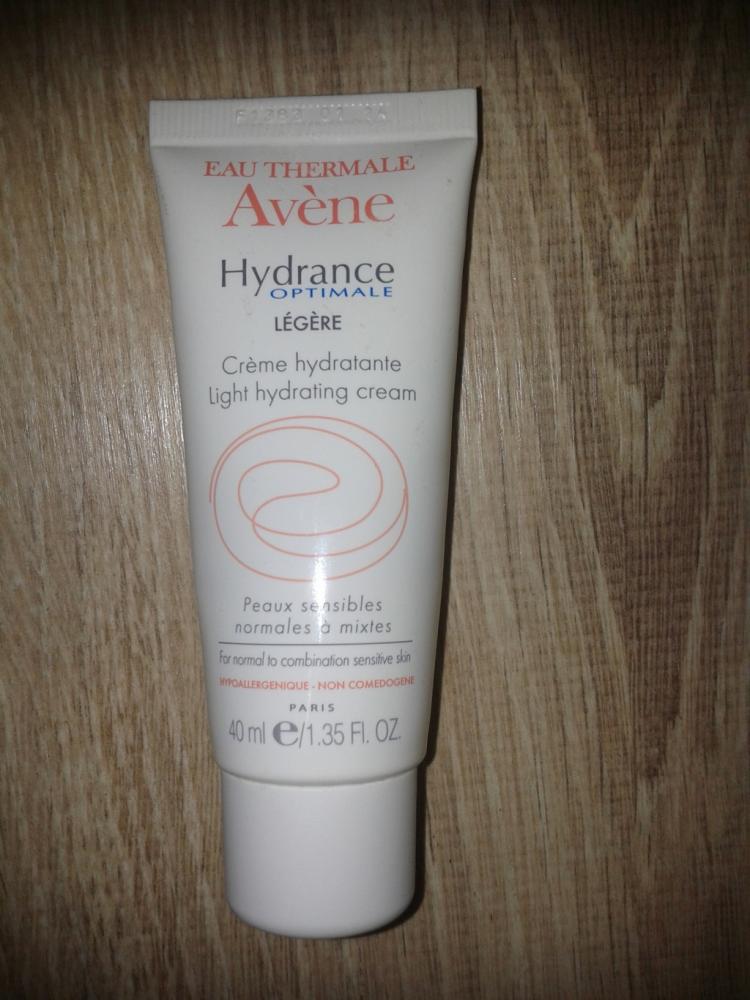 EAU THERMALE
Avène
Hydrance
OPTIMALE
LÉGÈRE
Crème hydratante
Light hydrating cream
Peaux sensibles
normales à mixtes
For normal to combination sensitive skin
HYPOALLERGENIQUE - NON COMEDOGENE
PARIS
40 ml e/1.35 Fl. OZ.